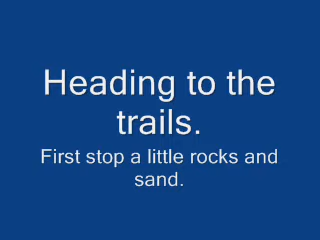 Heading to the
trails.
First stop a little rocks and
sand.